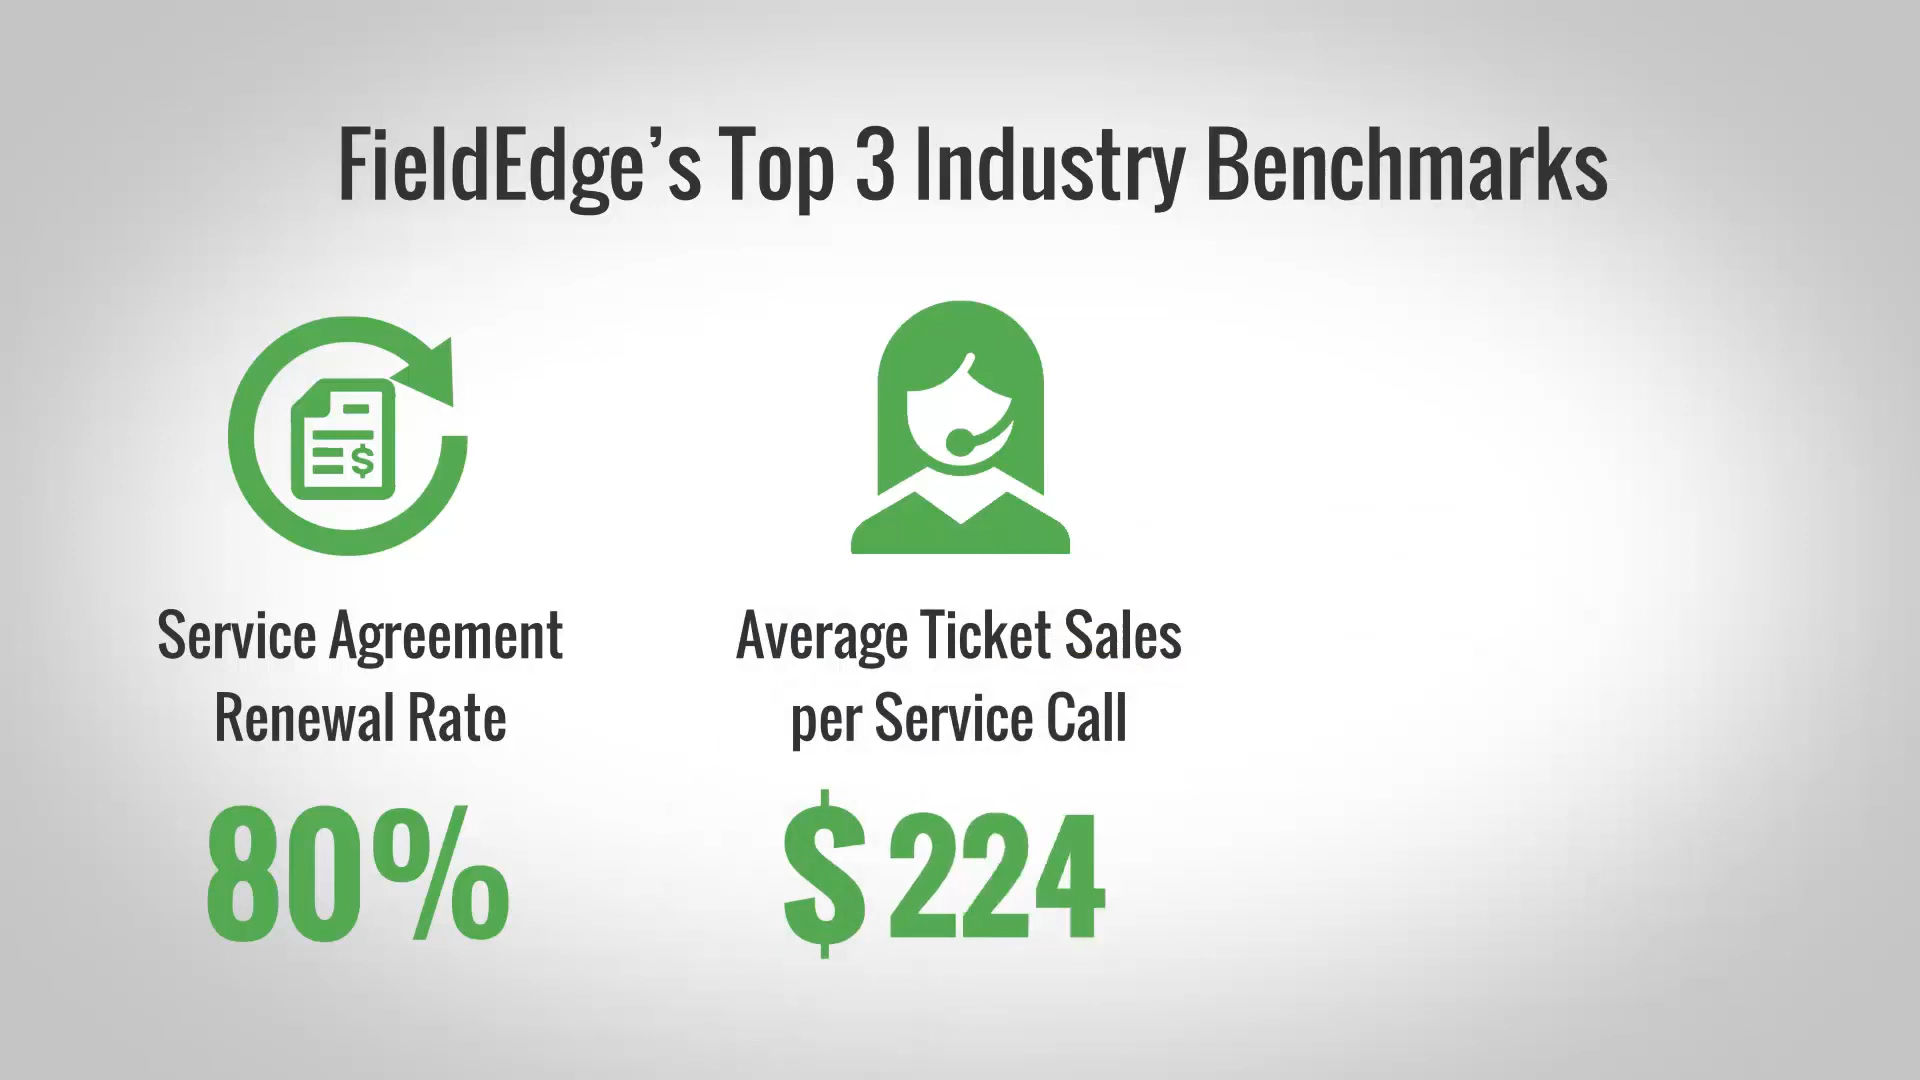 FieldEdge’s Top 3 Industry Benchmarks
$
Service Agreement
Renewal Rate
80%
Average Ticket Sales
per Service Call
$224